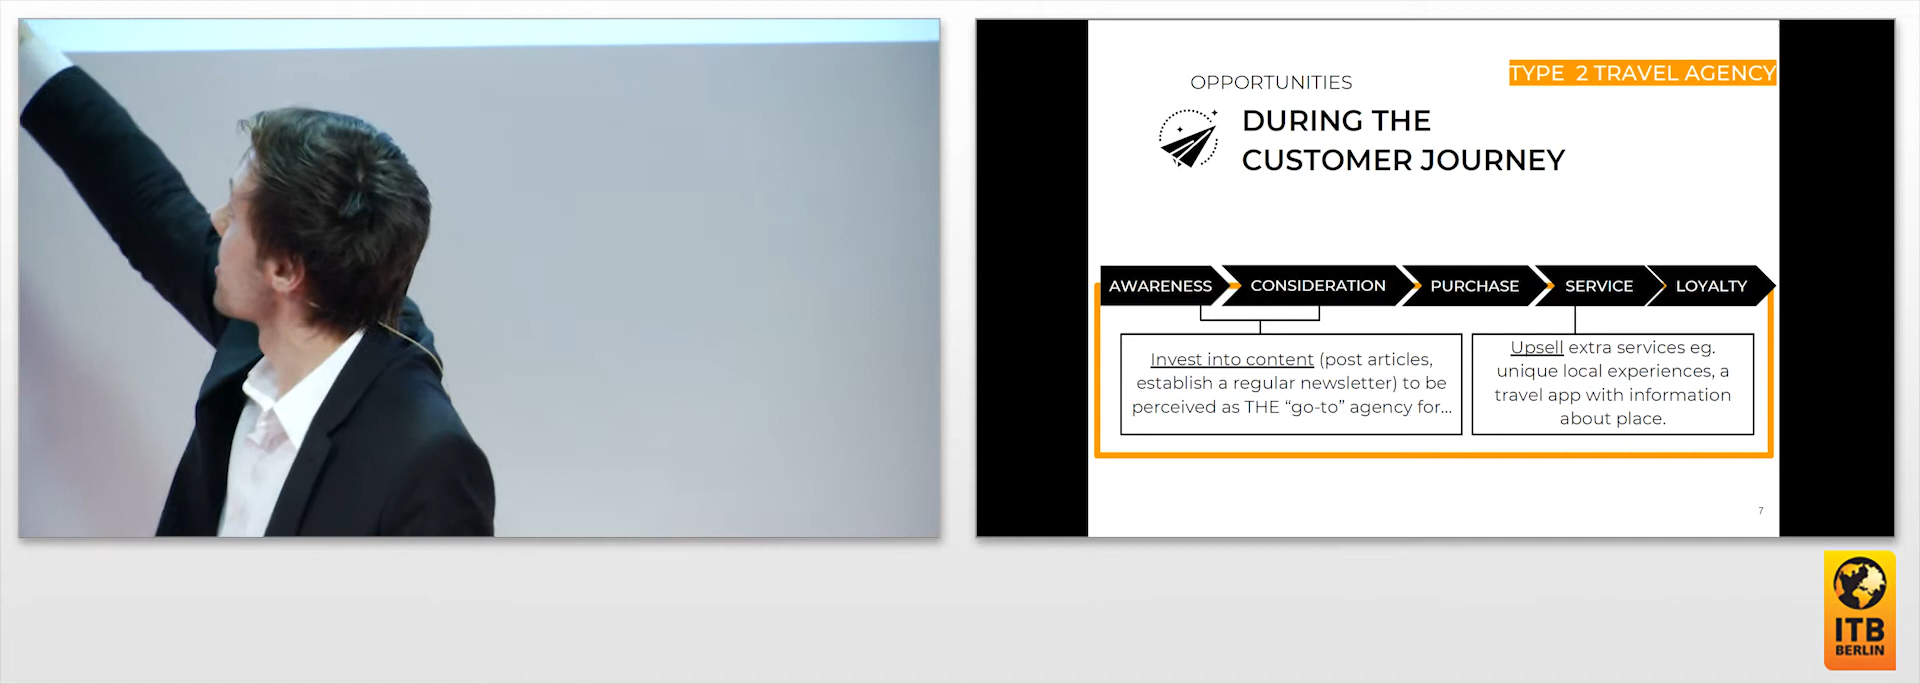 TYPE 2 TRAVEL AGENCY
OPPORTUNITIES
DURING THE
CUSTOMER JOURNEY
AWARENESS
CONSIDERATION
PURCHASE
SERVICE
LOYALTY
Invest into content (post articles,
establish a regular newsletter) to be
perceived as THE “go-to” agency for...
Upsell extra services eg.
unique local experiences, a
travel app with information
about place.
7
ITB
BERLIN